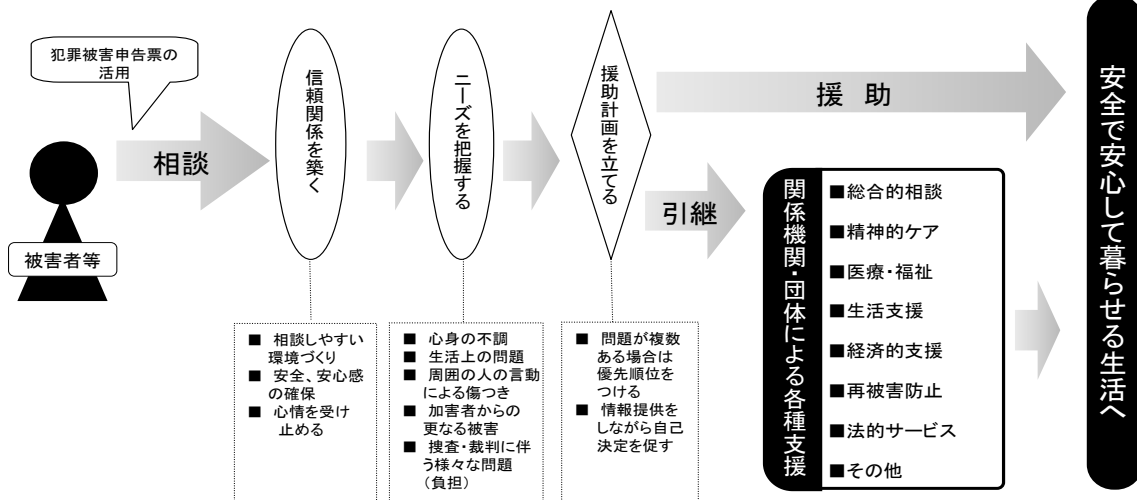 犯罪被害申告票の
活用
被害者等
相談
信頼関係を築く
ニーズを把握する
援助計画を立てる
援 助
引継
■ 相談しやすい
環境づくり
■ 安全、安心感
の確保
■ 心情を受け
止める
■ 心身の不調
■ 生活上の問題
■ 周囲の人の言動
による傷つき
■ 加害者からの
更なる被害
■ 捜査・裁判に伴
う様々な問題
（負担）
■ 問題が複数
ある場合は
優先順位を
つける
■ 情報提供を
しながら自己
決定を促す
関係機関・団体による各種支援
■総合的相談
■精神的ケア
■医療・福祉
■生活支援
■経済的支援
■再被害防止
■法的サービス
■その他
安全で安心して暮らせる生活へ